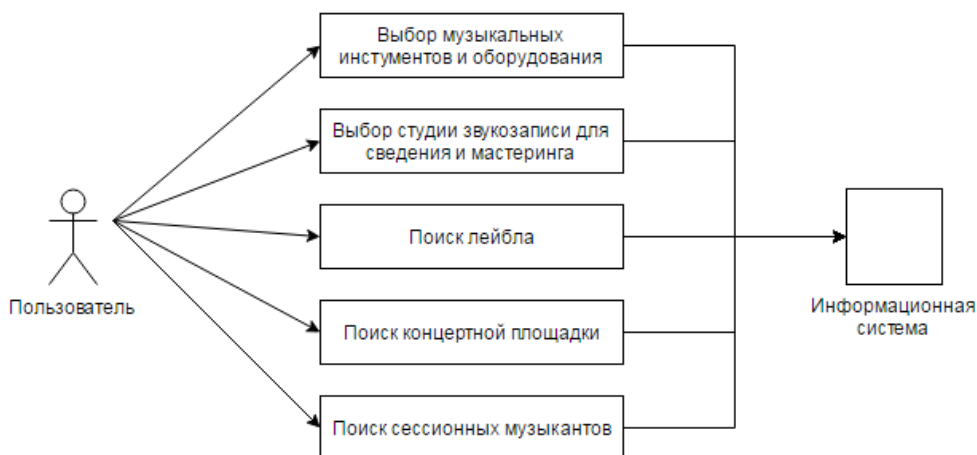 Выбор музыкальных
инстументов и оборудования
Выбор студии звукозаписи для
сведения и мастеринга
Поиск лейбла
Пользователь
Информационная
система
Поиск концертной площадки
Поиск сессионных музыкантов